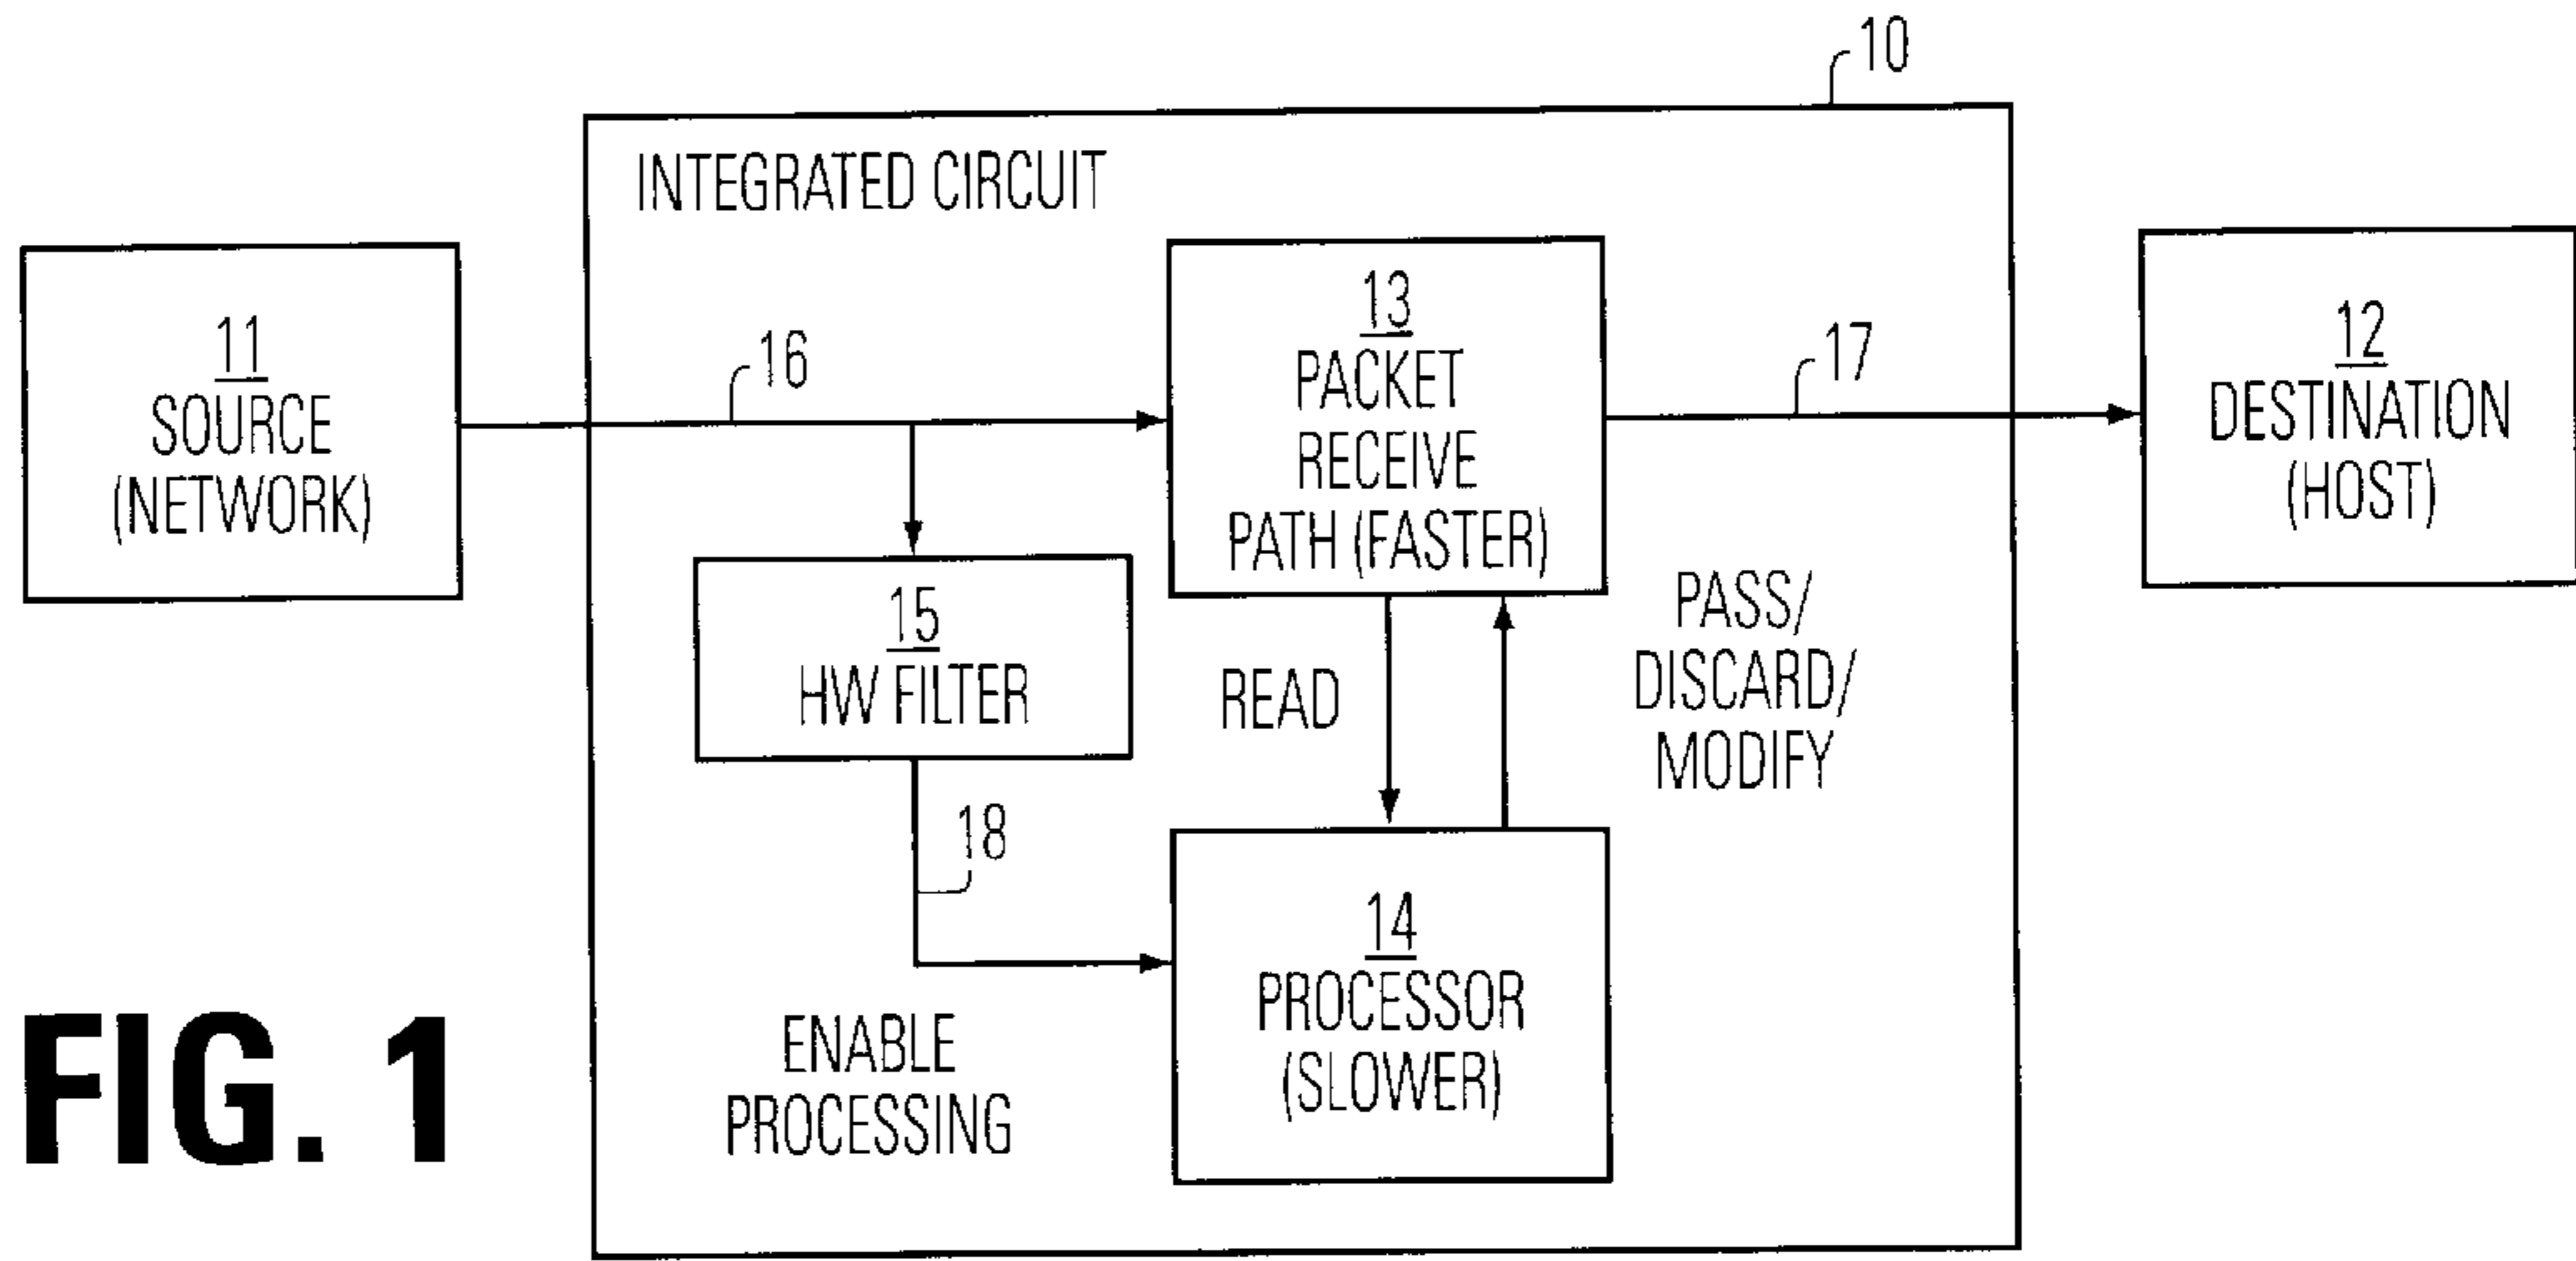 10
INTEGRATED CIRCUIT
11
SOURCE
(NETWORK)
16
13
PACKET
RECEIVE
PATH (FASTER)
17
12
DESTINATION
(HOST)
15
HW FILTER
READ
PASS/
DISCARD/
MODIFY
18
14
PROCESSOR
(SLOWER)
ENABLE
PROCESSING
FIG. 1